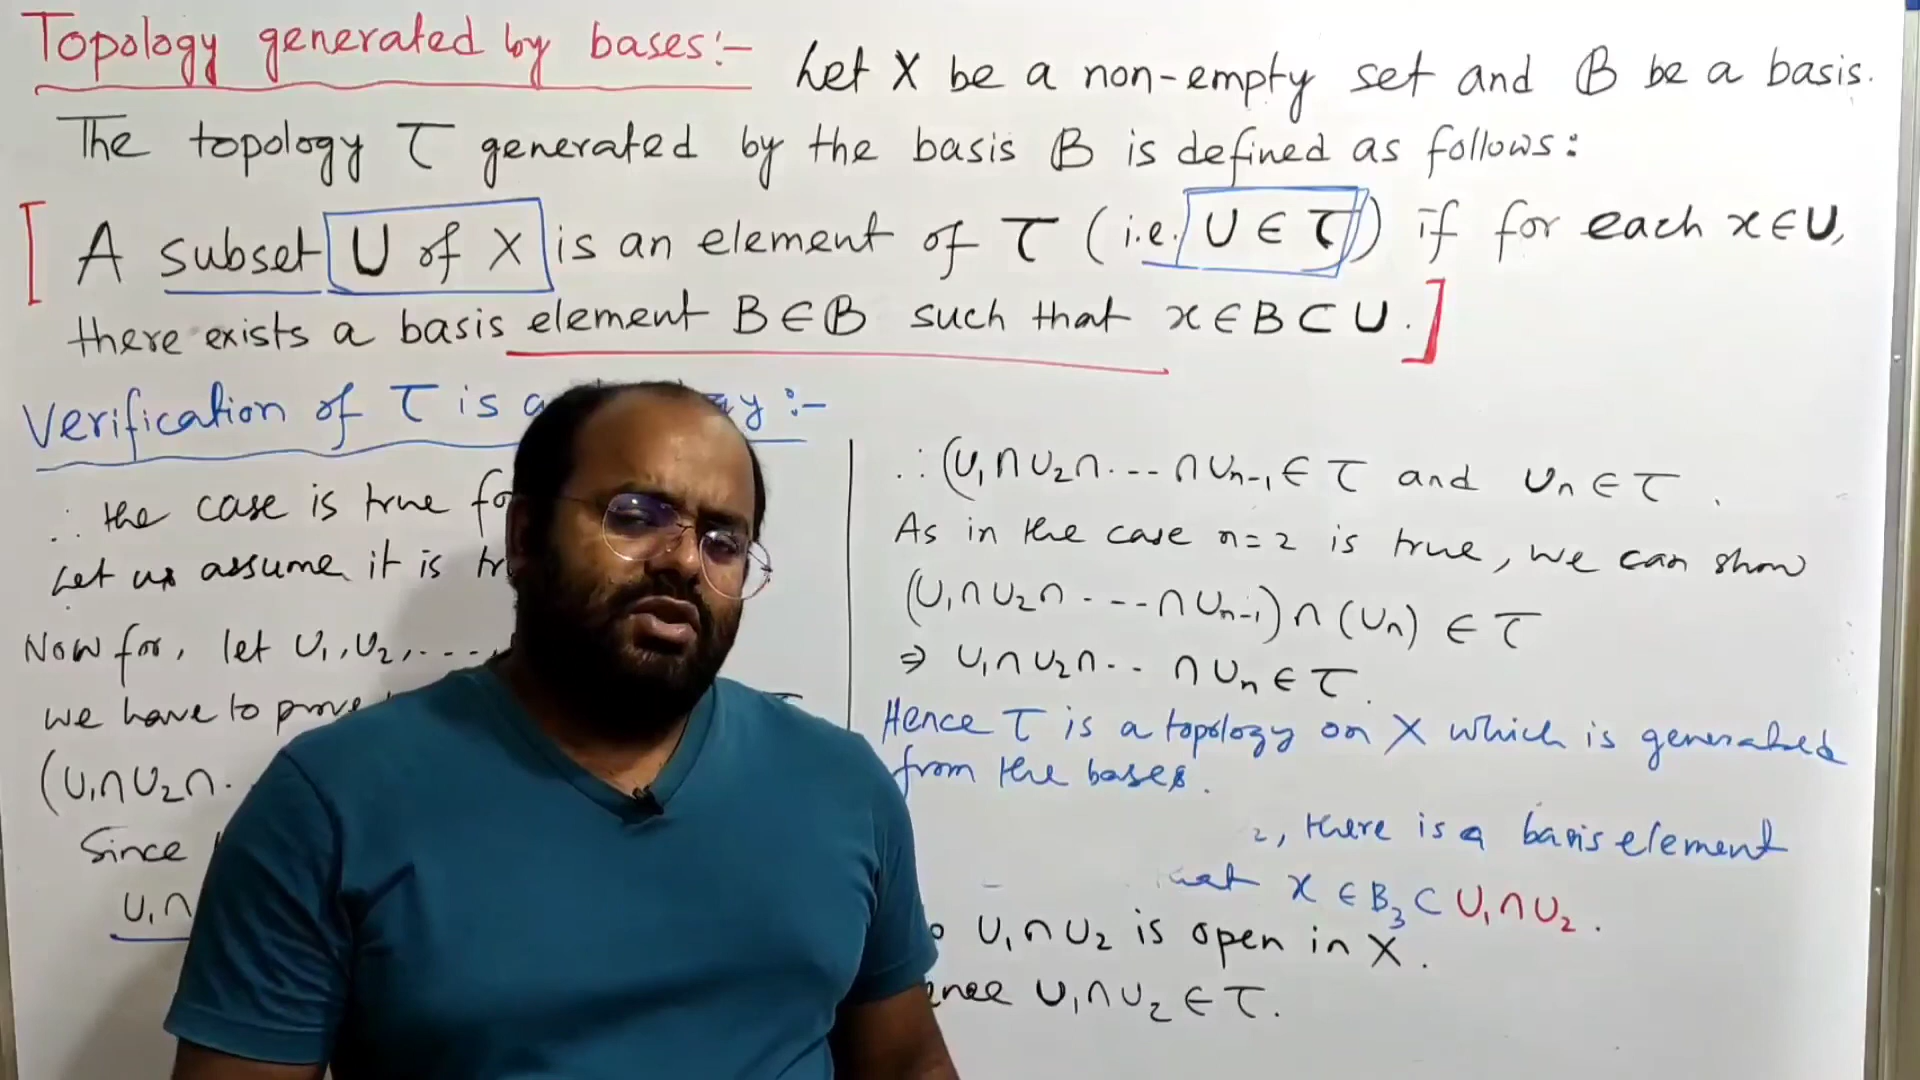 Topology generated by bases:-
Let X be a non-empty set and B be a basis.
The topology τ generated by the basis B is defined as follows:
[ A subset U of X is an element of τ (i.e. U ∈ τ) if for each x∈U,
there exists a basis element B∈B such that x∈B⊂U. ]
Verification of τ is :-
∴ the case is true
Let us assume it is
Now for, let U₁,U₂,....,
we have to prove
(U₁∩U₂∩.
Since
U₁∩
∴ (U₁∩U₂∩...∩Uₙ₋₁ ∈ τ and Uₙ ∈ τ.
As in the case n=2 is true, we can show
(U₁∩U₂∩....∩Uₙ₋₁)∩(Uₙ) ∈ τ
⇒ U₁∩U₂∩..∩Uₙ ∈ τ.
Hence τ is a topology on X which is generated
from the bases.
₂, there is a basis element
x ∈ B₃ ⊂ U₁∩U₂.
U₁∩U₂ is open in X.
U₁∩U₂ ∈ τ.